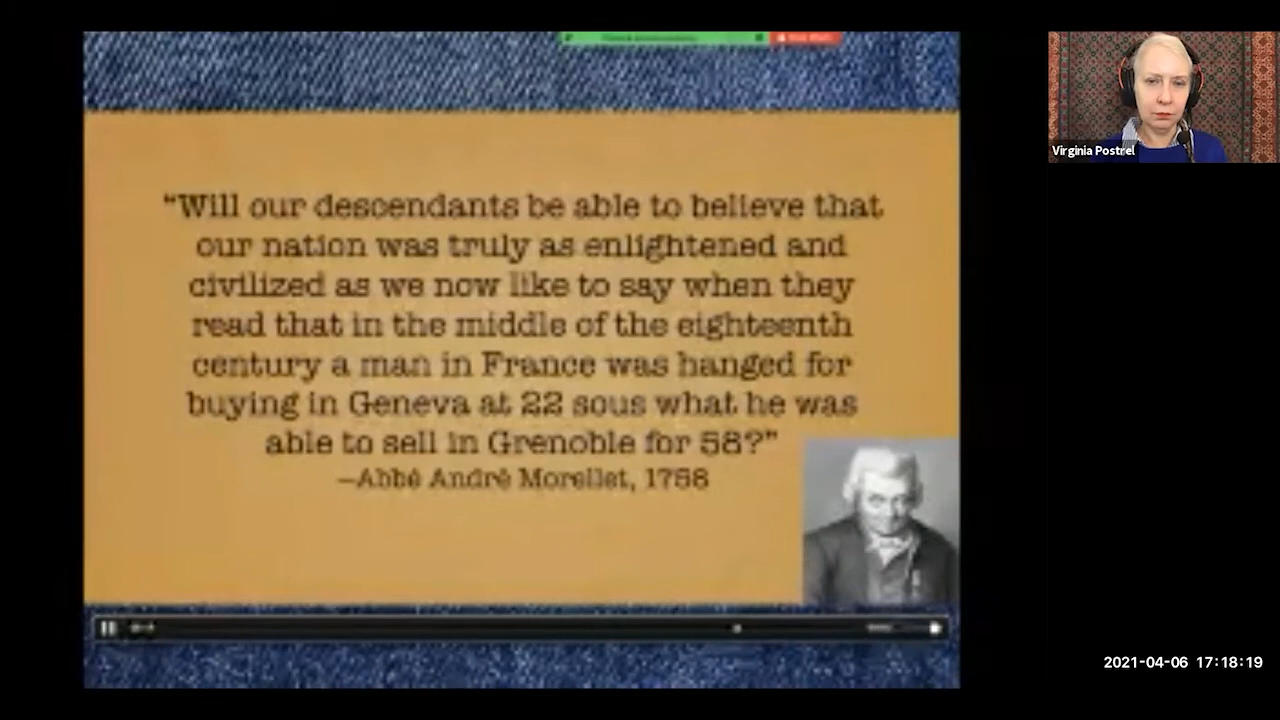 “Will our descendants be able to believe that
our nation was truly as enlightened and
civilized as we now like to say when they
read that in the middle of the eighteenth
century a man in France was hanged for
buying in Geneva at 22 sous what he was
able to sell in Grenoble for 58?”
—Abbé André Morellet, 1758
Virginia Postrel
2021-04-06 17:18:19